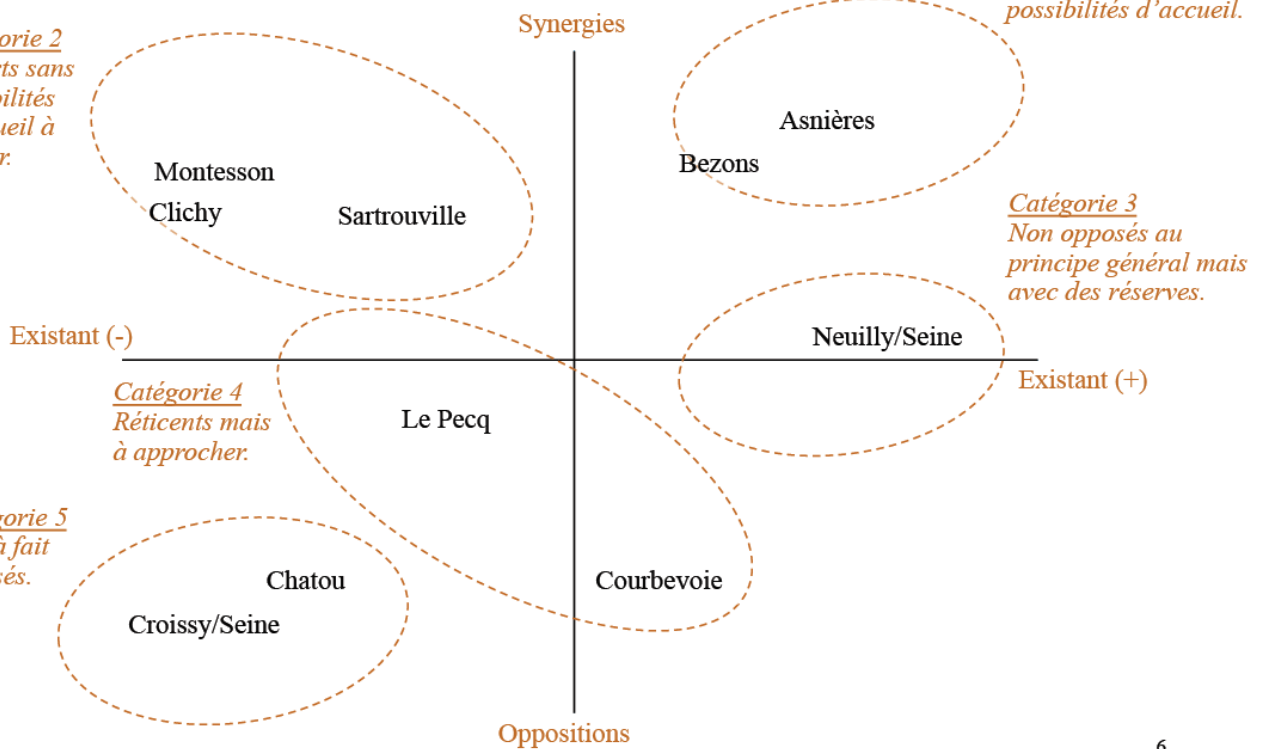 possibilités d'accueil.
Synergies
orie 2
ts sans
ilités
ueil à
r.
Asnières
Bezons
Montesson
Clichy
Sartrouville
Catégorie 3
Non opposés au
principe général mais
avec des réserves.
Existant (-)
Neuilly/Seine
Existant (+)
Catégorie 4
Réticents mais
à approcher.
Le Pecq
gorie 5
à fait
sés.
Chatou
Courbevoie
Croissy/Seine
Oppositions
6